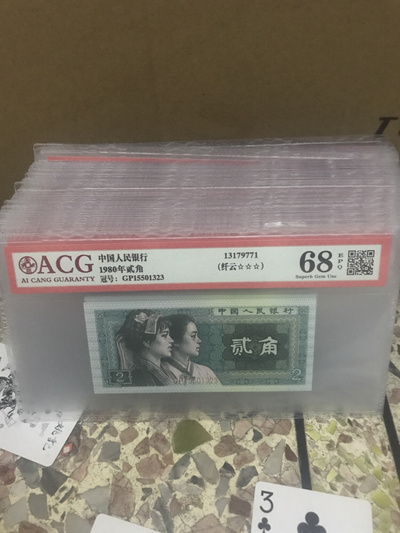 ACG
AI CANG GUARANTY
中国人民银行
1980年贰角
冠号：GP15501323
13179771
(纤云☆☆☆)
68
EPQ
Superb Gem Unc
中国人民银行
贰角
2
2
3